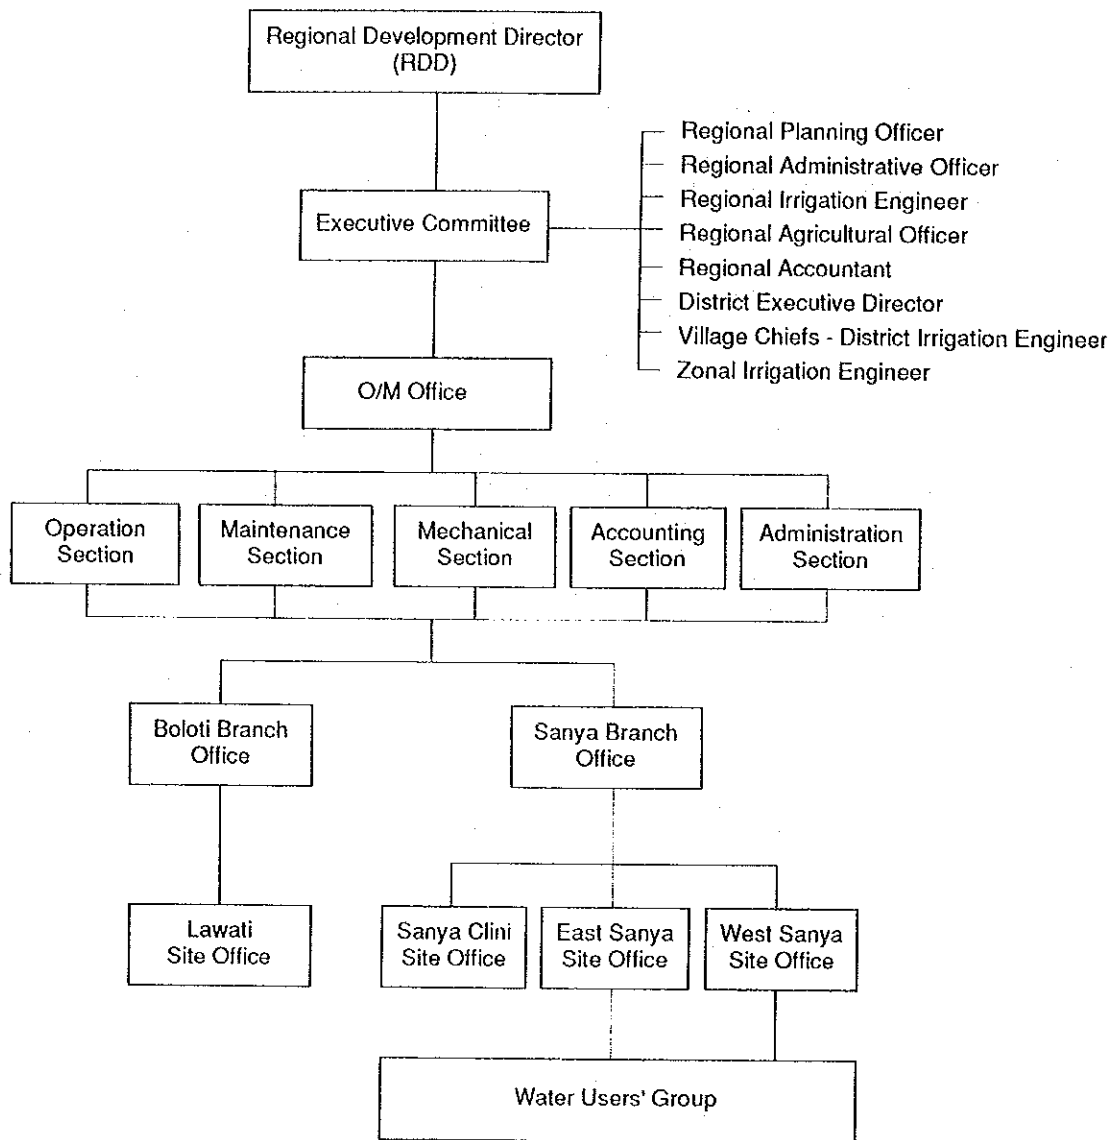 Regional Development Director
(RDD)
Regional Planning Officer
Regional Administrative Officer
Regional Irrigation Engineer
Executive Committee
Regional Agricultural Officer
Regional Accountant
District Executive Director
Village Chiefs - District Irrigation Engineer
Zonal Irrigation Engineer
O/M Office
Operation
Section
Maintenance
Section
Mechanical
Section
Accounting
Section
Administration
Section
Boloti Branch
Office
Sanya Branch
Office
Lawati
Site Office
Sanya Clini
Site Office
East Sanya
Site Office
West Sanya
Site Office
Water Users' Group